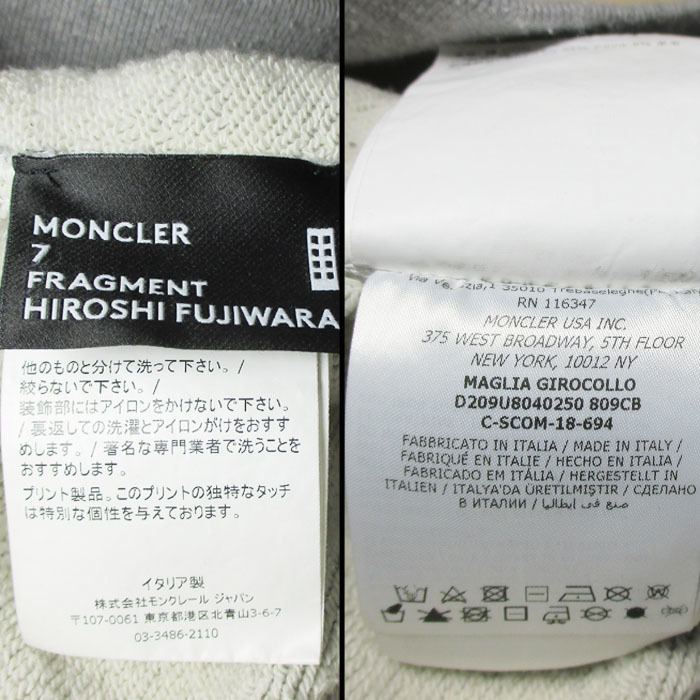 MONCLER
7
FRAGMENT
HIROSHI FUJIWARA
他のものと分けて洗って下さい。/
絞らないで下さい。/
装飾部にはアイロンをかけないで下さい。
/ 裏返しての洗濯とアイロンがけをおすす
めします。/ 著名な専門業者で洗うことを
おすすめします。
プリント製品。このプリントの独特なタッチ
は特別な個性を与えております。
イタリア製
株式会社モンクレール ジャパン
〒107-0061 東京都港区北青山3-6-7
03-3486-2110
35010 Trebaseleghe
RN 116347
MONCLER USA INC.
375 WEST BROADWAY, 5TH FLOOR
NEW YORK, 10012 NY
MAGLIA GIROCOLLO
D209U8040250 809CB
C-SCOM-18-694
FABBRICATO IN ITALIA / MADE IN ITALY /
FABRIQUÉ EN ITALIE / HECHO EN ITALIA /
FABRICADO EM ITÁLIA / HERGESTELLT IN
ITALIEN / ITALYA'DA ÜRETILMIŞTIR / СДЕЛАНО
В ИТАЛИИ / صنع في ايطاليا